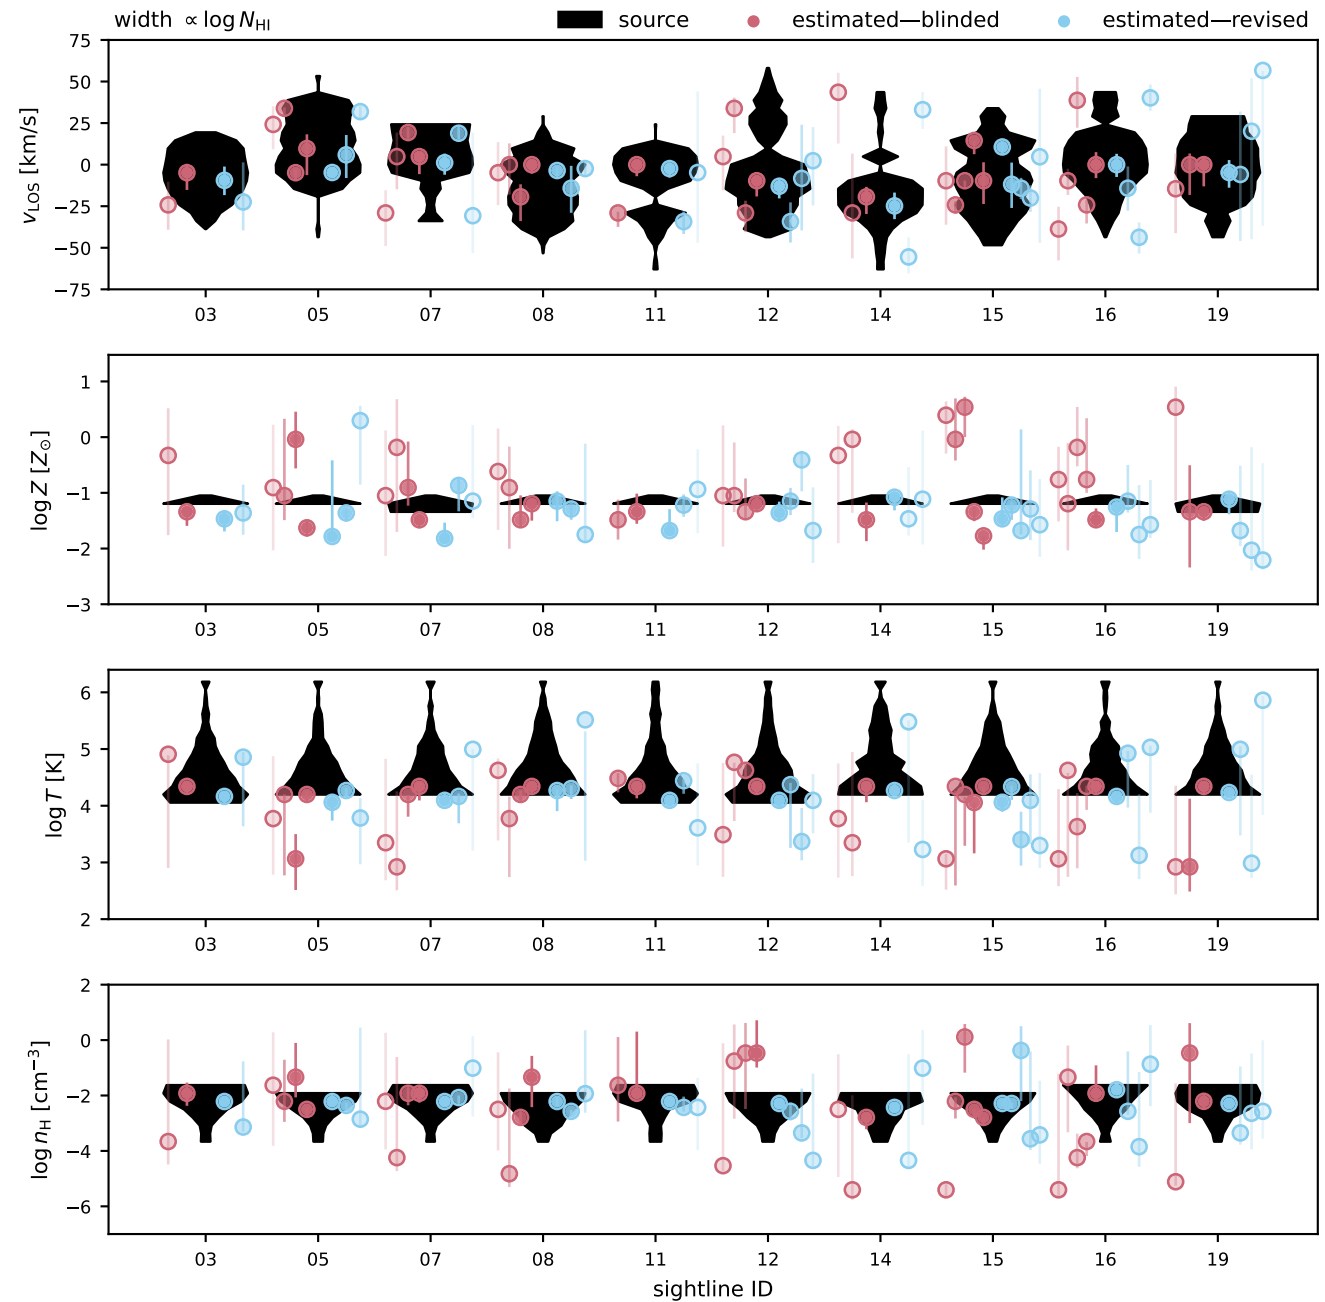 width ∝ log N_HI
source
estimated—blinded
estimated—revised
75
50
25
0
−25
−50
−75
v_LOS [km/s]
03 05 07 08 11 12 14 15 16 19
1
0
−1
−2
−3
log Z [Z_⊙]
03 05 07 08 11 12 14 15 16 19
6
5
4
3
2
log T [K]
03 05 07 08 11 12 14 15 16 19
2
0
−2
−4
−6
log n_H [cm⁻³]
03 05 07 08 11 12 14 15 16 19
sightline ID